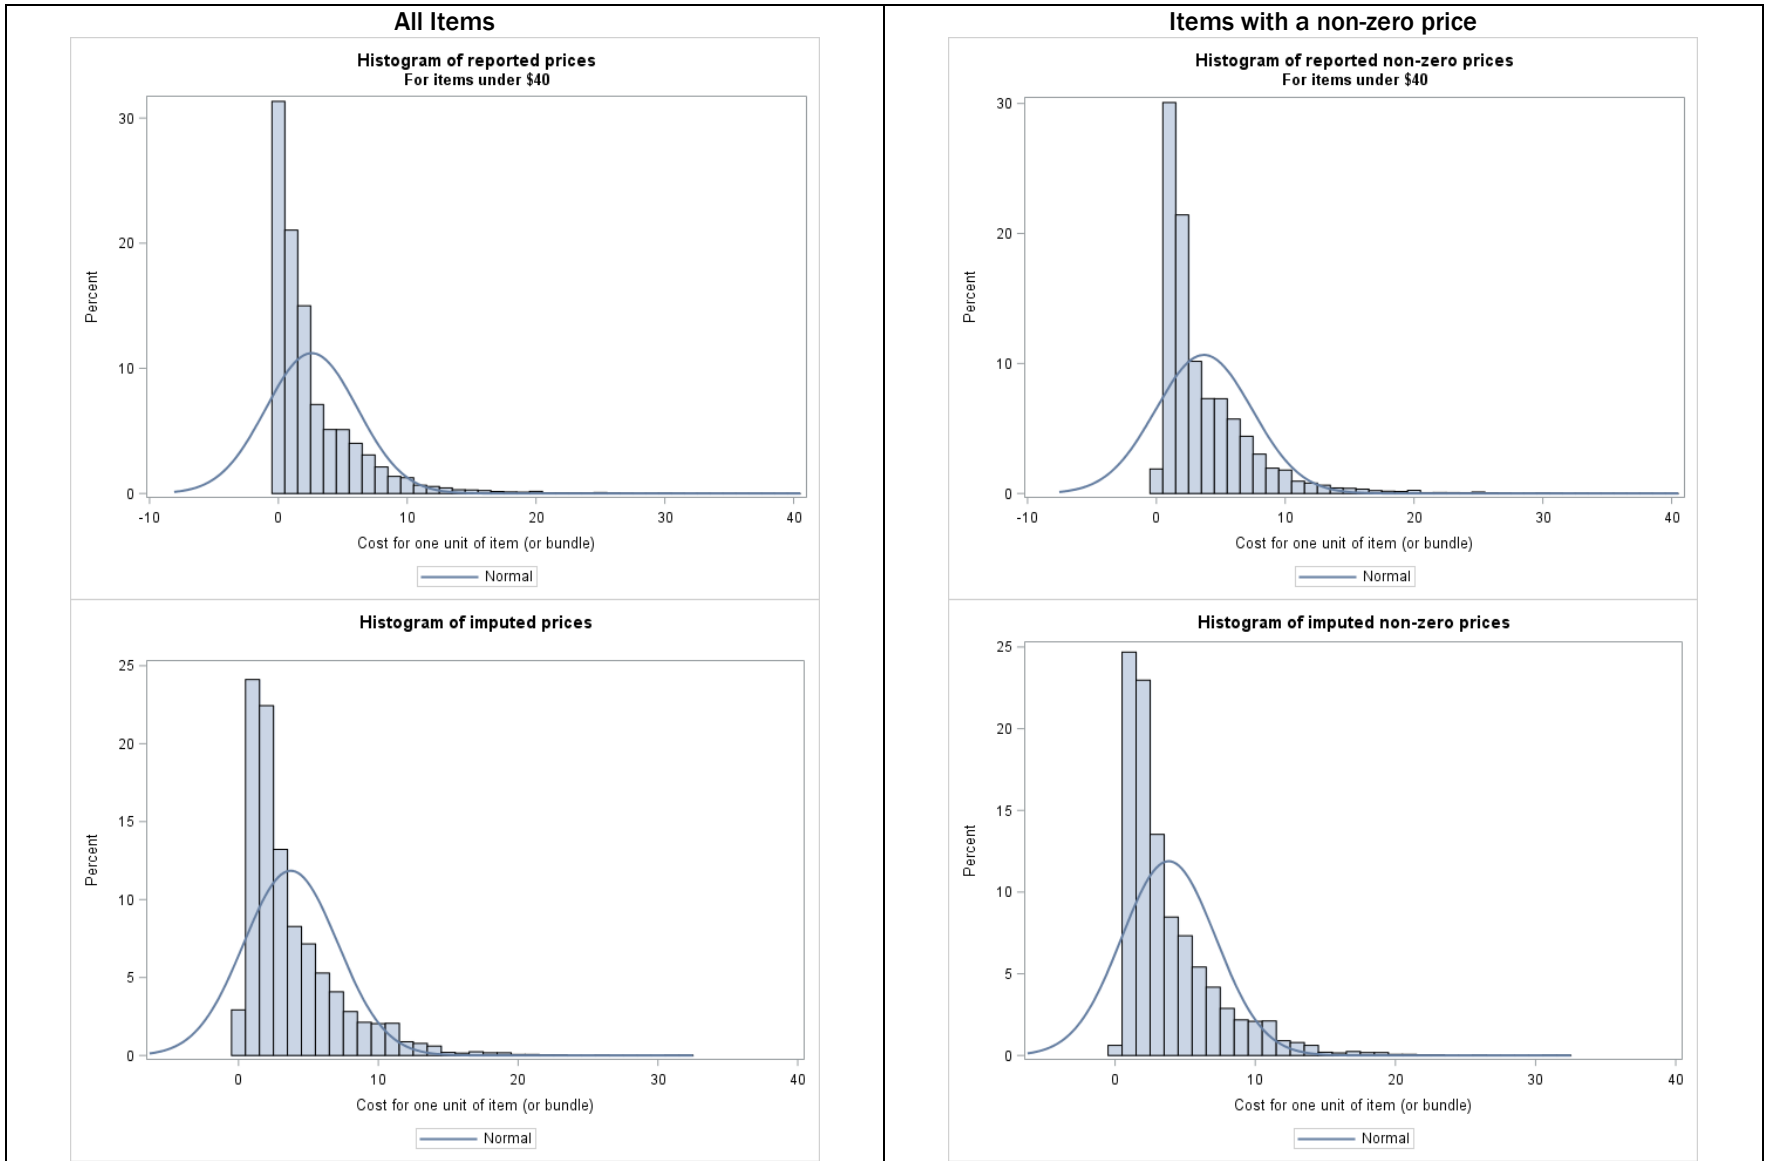 All Items
Histogram of reported prices
For items under $40
30
20
10
0
Percent
-10 0 10 20 30 40
Cost for one unit of item (or bundle)
Normal
Histogram of imputed prices
25
20
15
10
5
0
Percent
0 10 20 30 40
Cost for one unit of item (or bundle)
Normal
Items with a non-zero price
Histogram of reported non-zero prices
For items under $40
30
20
10
0
Percent
-10 0 10 20 30 40
Cost for one unit of item (or bundle)
Normal
Histogram of imputed non-zero prices
25
20
15
10
5
0
Percent
0 10 20 30 40
Cost for one unit of item (or bundle)
Normal